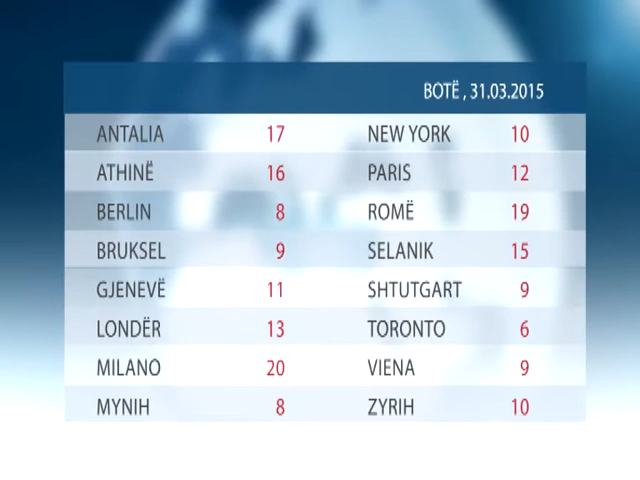 BOTË , 31.03.2015
ANTALIA 17 NEW YORK 10
ATHINË 16 PARIS 12
BERLIN 8 ROMË 19
BRUKSEL 9 SELANIK 15
GJENEVË 11 SHTUTGART 9
LONDËR 13 TORONTO 6
MILANO 20 VIENA 9
MYNIH 8 ZYRIH 10